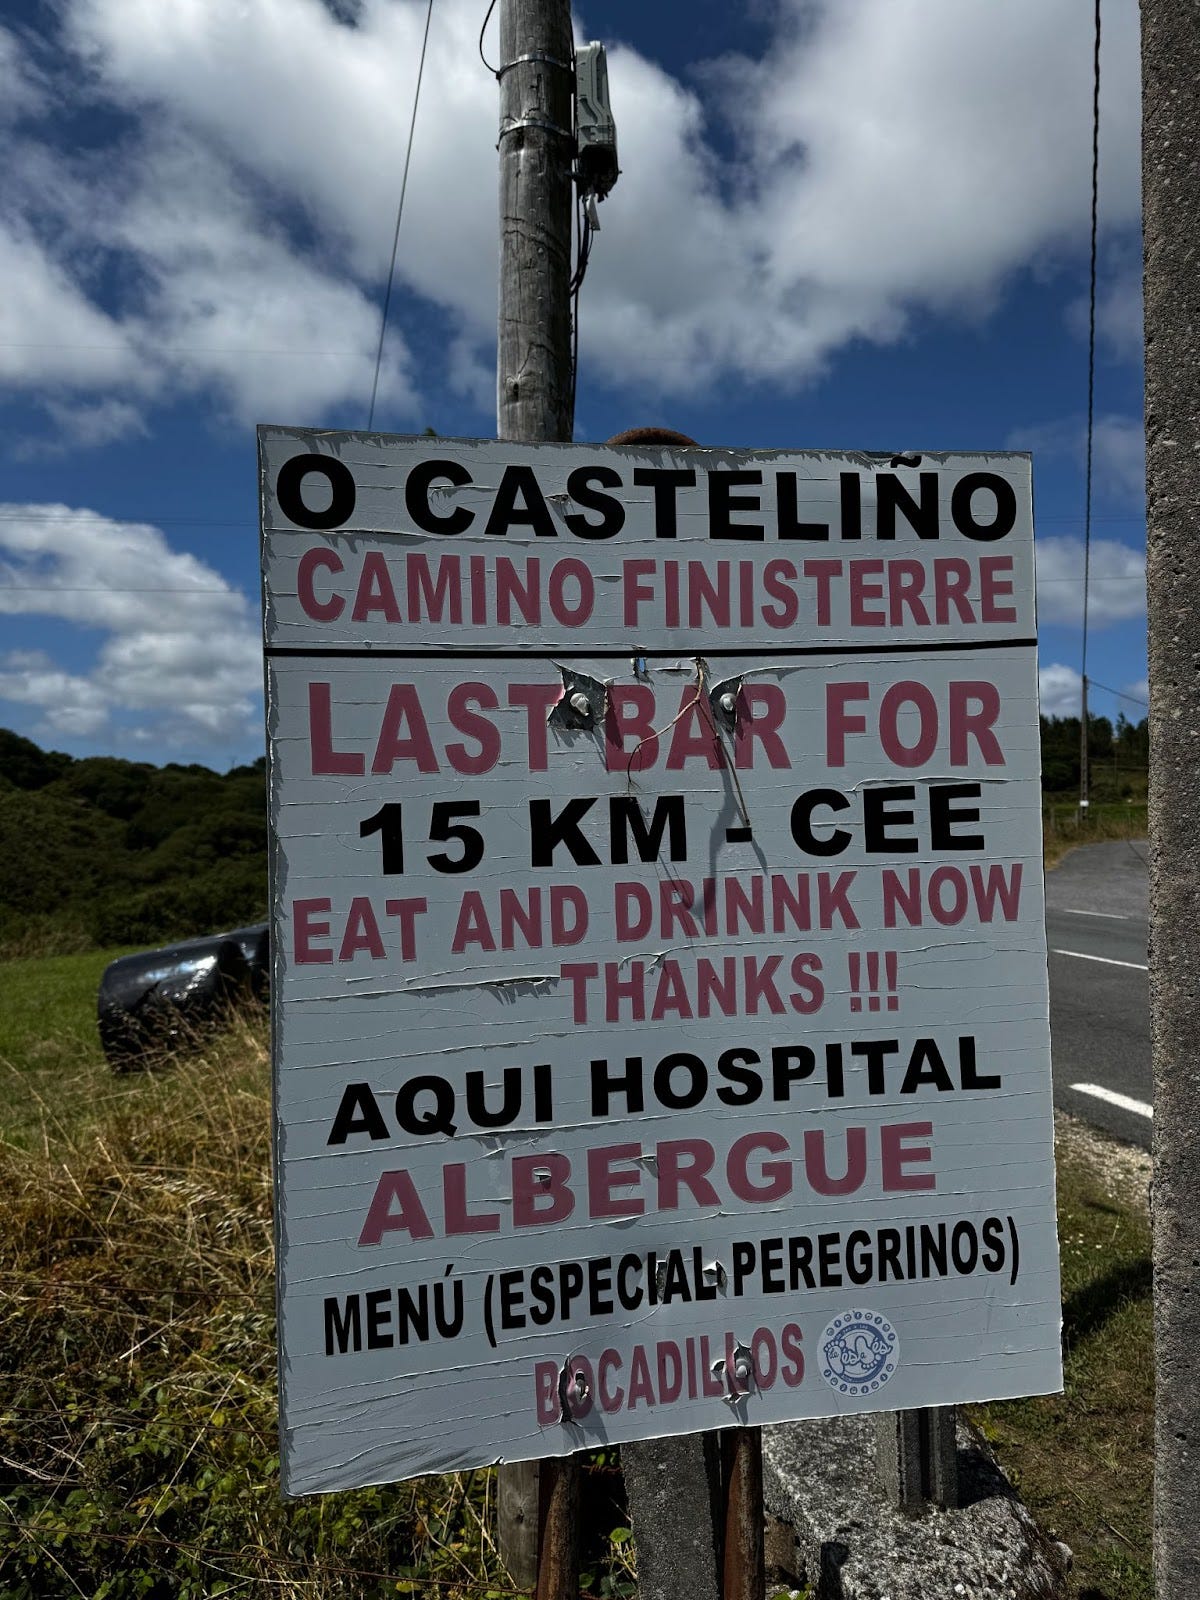 O CASTELIÑO
CAMINO FINISTERRE
LAST BAR FOR
15 KM - CEE
EAT AND DRINNK NOW
THANKS !!!
AQUI HOSPITAL
ALBERGUE
MENÚ (ESPECIAL PEREGRINOS)
BOCADILLOS